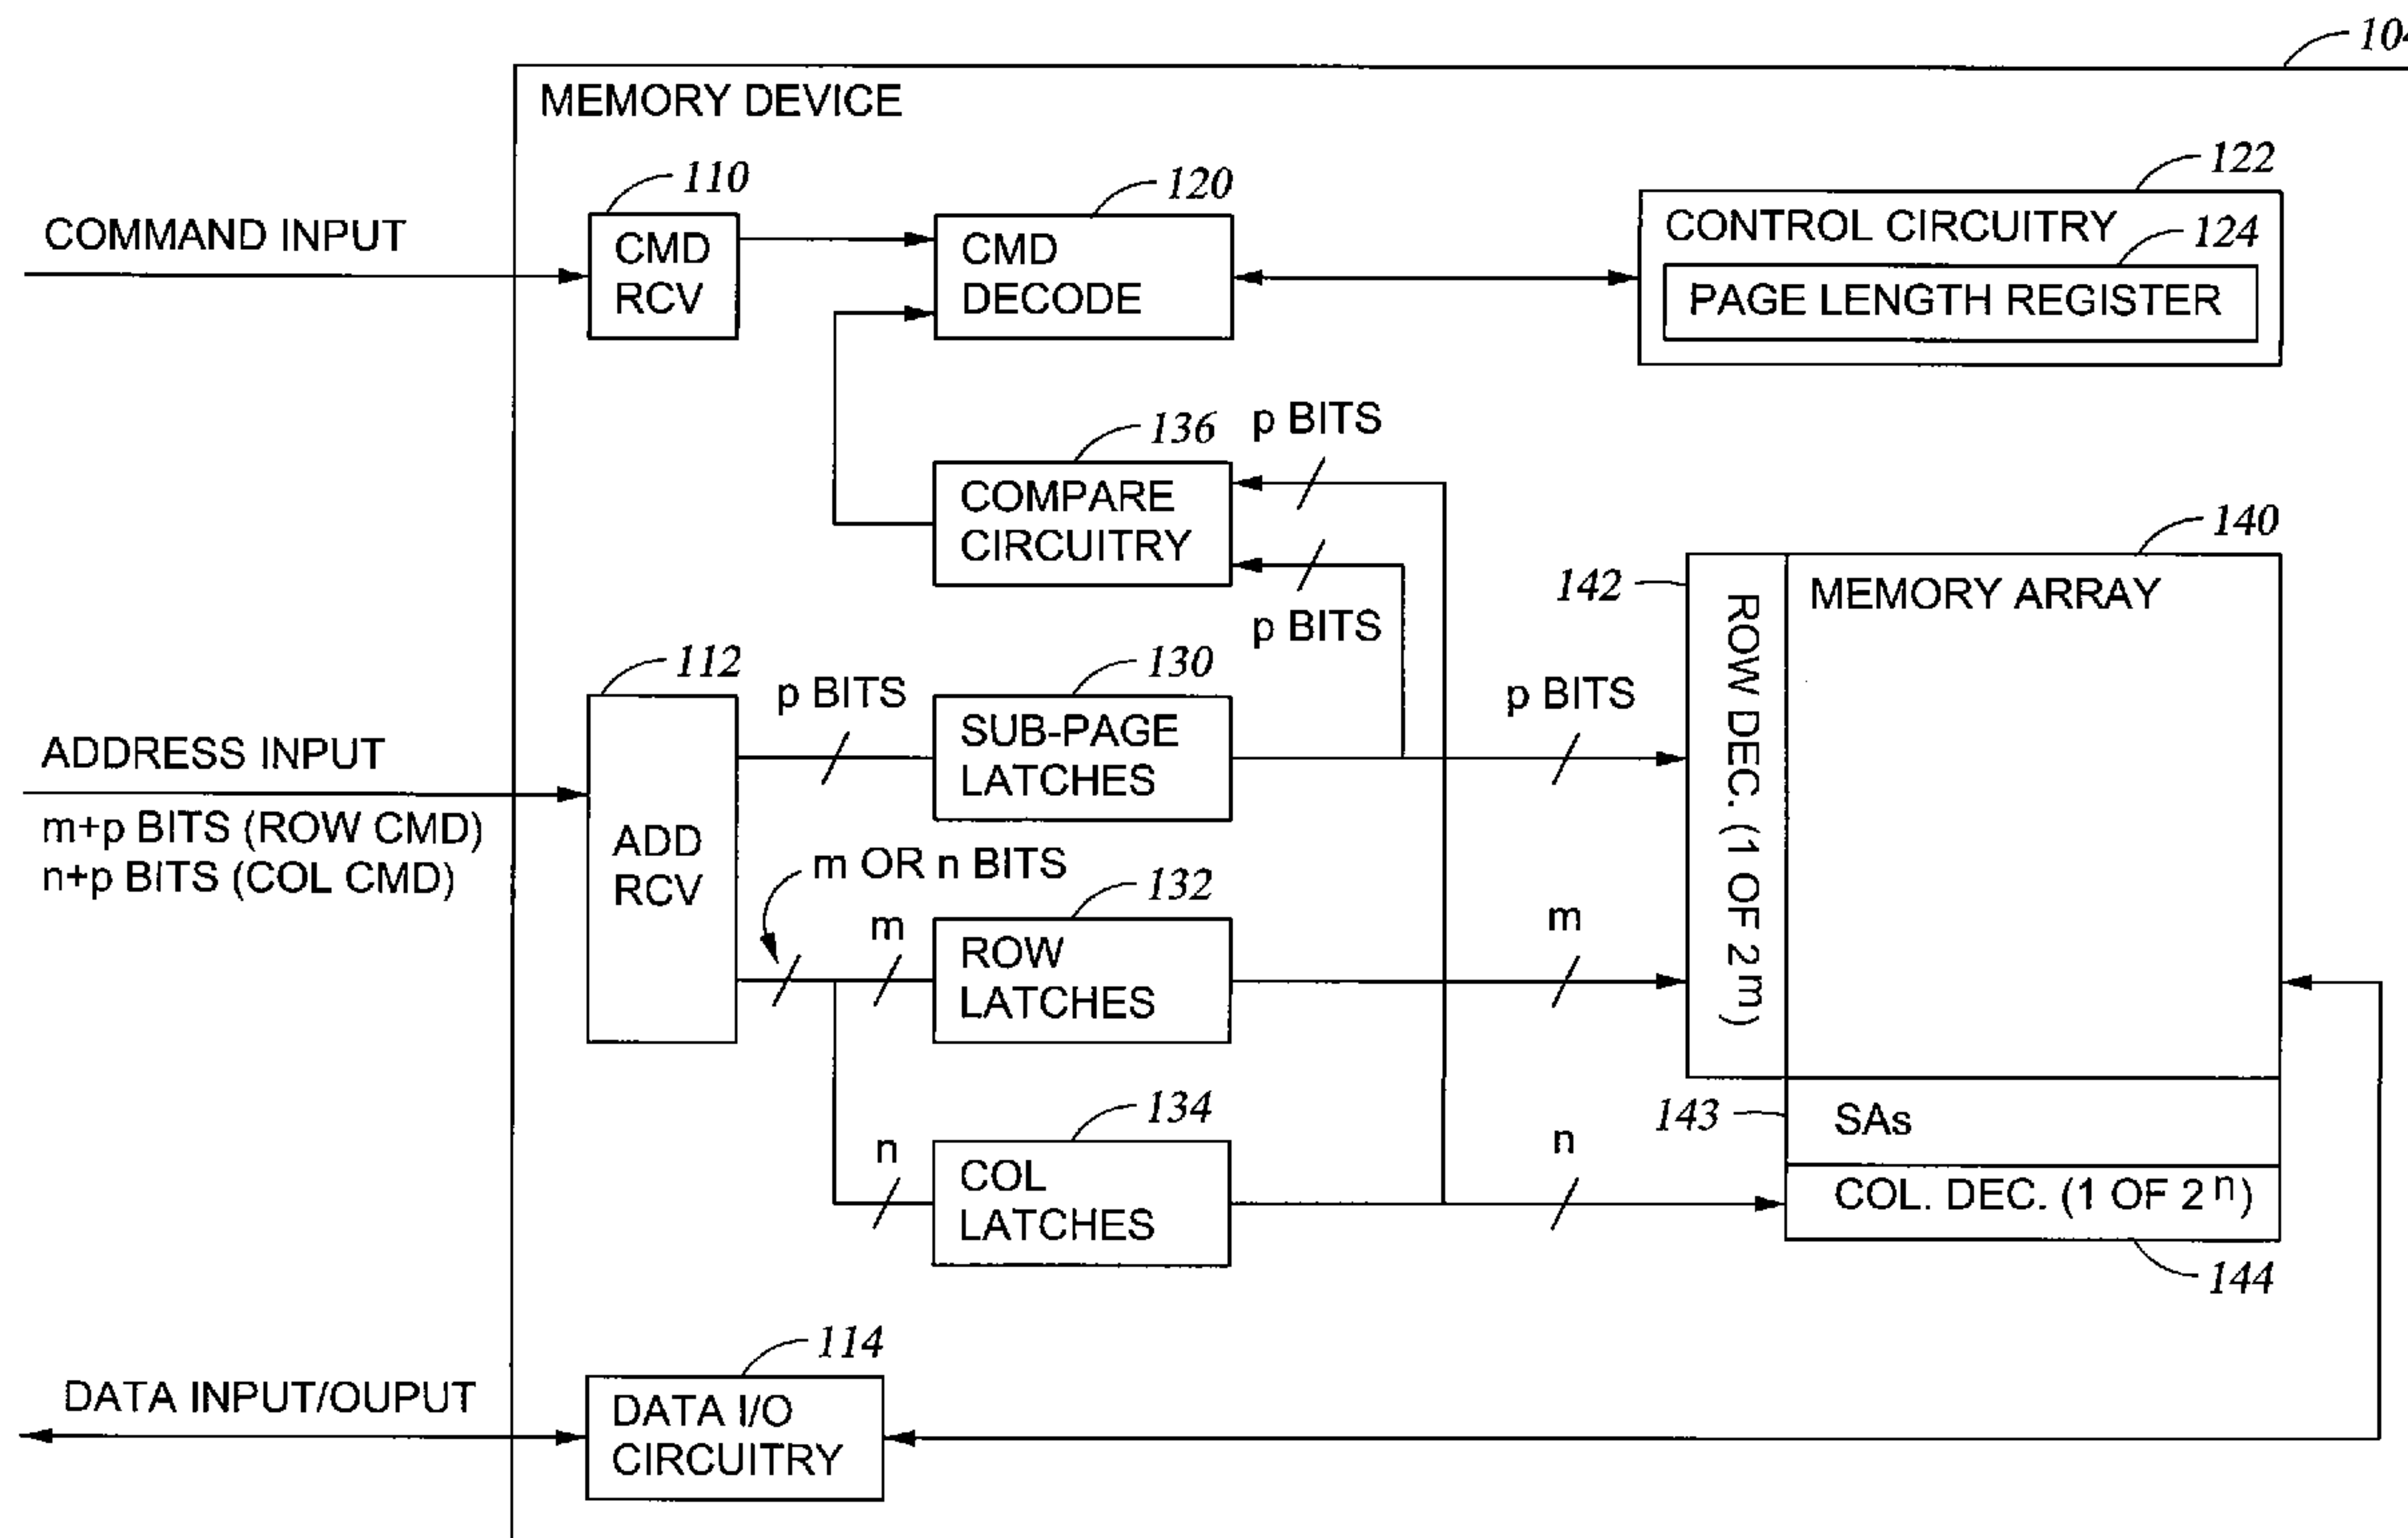 104
MEMORY DEVICE
110
120
122
COMMAND INPUT
CMD
RCV
CMD
DECODE
CONTROL CIRCUITRY
124
PAGE LENGTH REGISTER
136
p BITS
COMPARE
CIRCUITRY
p BITS
140
142
MEMORY ARRAY
ROW DEC. (1 OF 2m)
112
p BITS
130
SUB-PAGE
LATCHES
p BITS
ADDRESS INPUT
m+p BITS (ROW CMD)
n+p BITS (COL CMD)
ADD
RCV
m OR n BITS
132
m
ROW
LATCHES
m
134
n
COL
LATCHES
n
143
SAs
COL. DEC. (1 OF 2n)
144
114
DATA INPUT/OUPUT
DATA I/O
CIRCUITRY